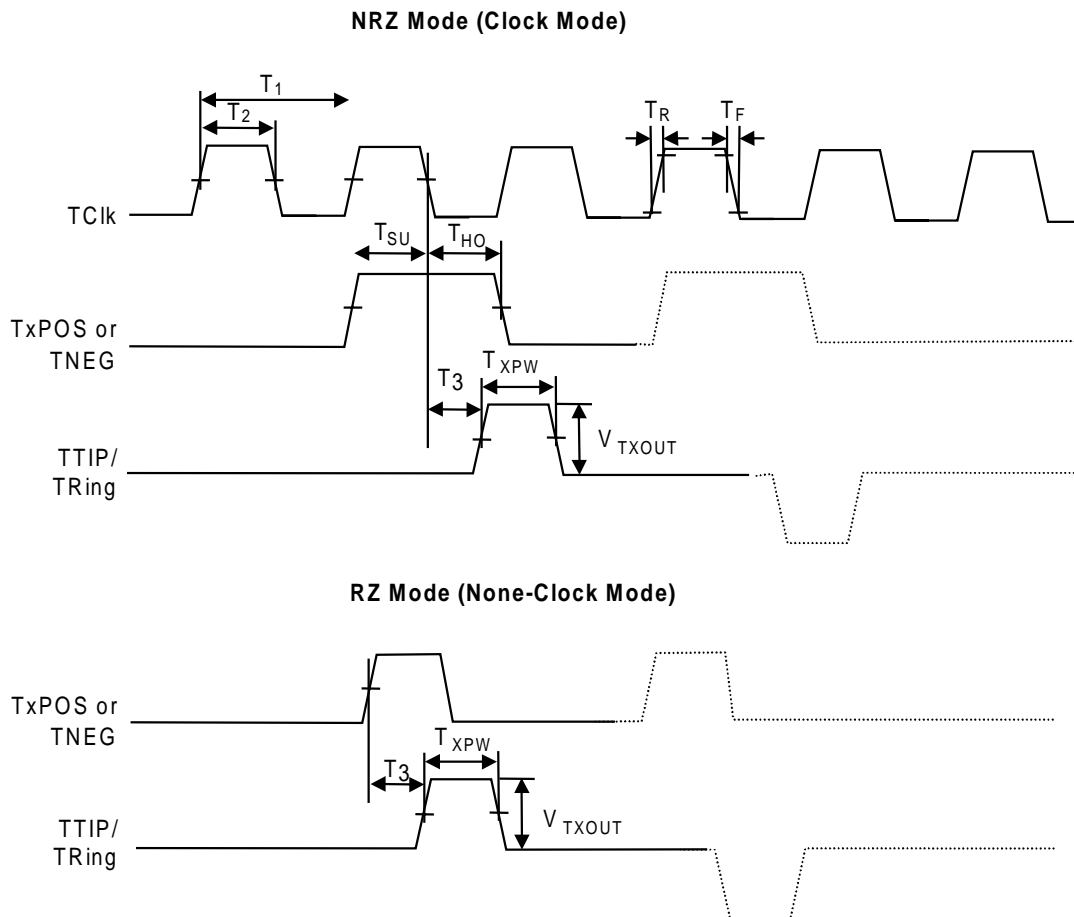 NRZ Mode (Clock Mode)
T1
T2
TR
TF
TClk
TSU
THO
TxPOS or
TNEG
T3
TXPW
VTXOUT
TTIP/
TRing
RZ Mode (None-Clock Mode)
TxPOS or
TNEG
T3
TXPW
VTXOUT
TTIP/
TRing